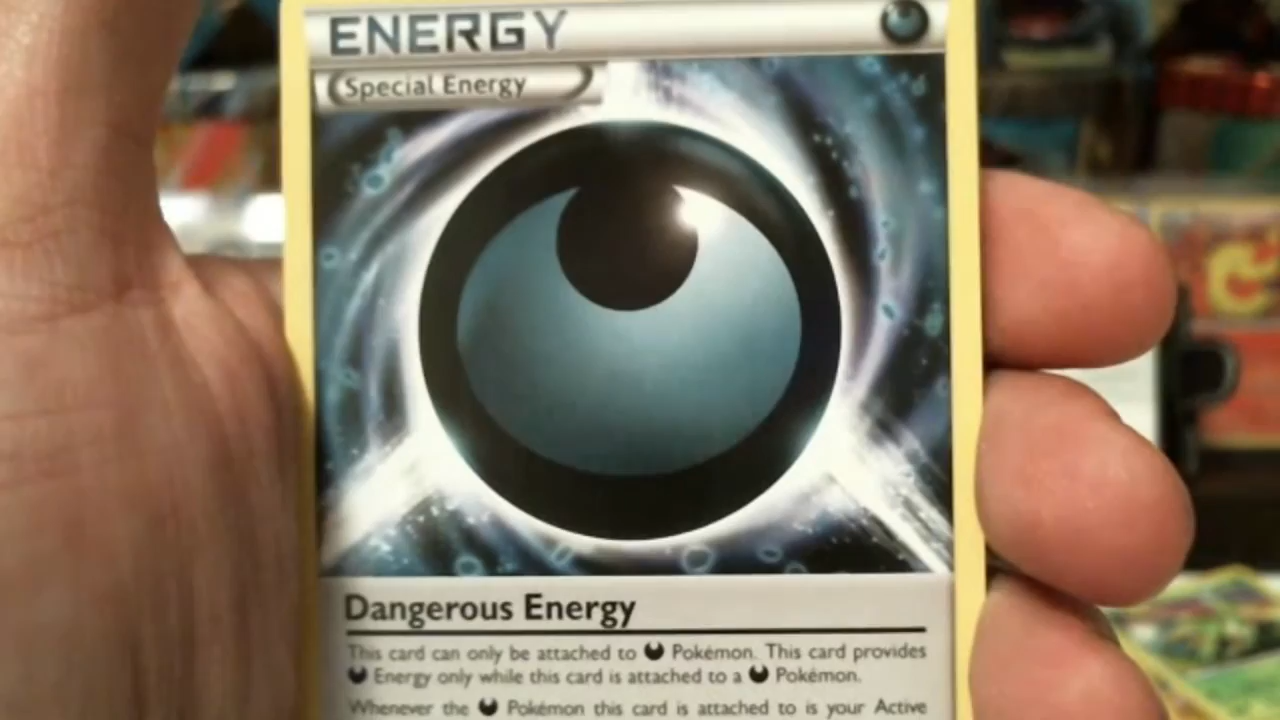 ENERGY
Special Energy
Dangerous Energy
This card can only be attached to Pokémon. This card provides
Energy only while this card is attached to a Pokémon.
Whenever the Pokémon this card is attached to is your Active